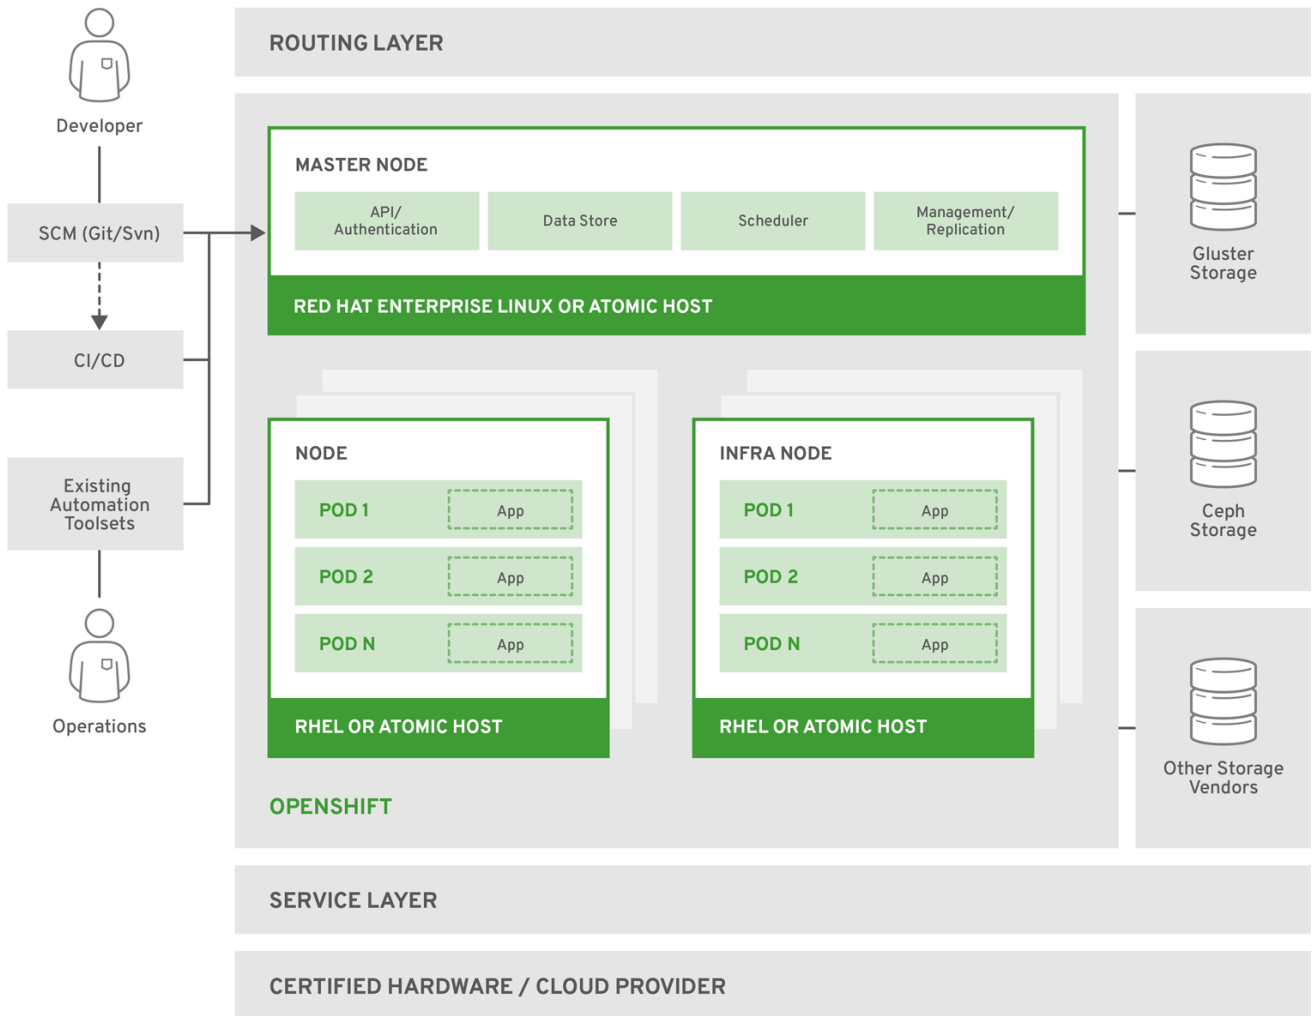 Developer
SCM (Git/Svn)
CI/CD
Existing
Automation
Toolsets
Operations
ROUTING LAYER
MASTER NODE
API/
Authentication
Data Store
Scheduler
Management/
Replication
RED HAT ENTERPRISE LINUX OR ATOMIC HOST
NODE
POD 1
App
POD 2
App
POD N
App
RHEL OR ATOMIC HOST
INFRA NODE
POD 1
App
POD 2
App
POD N
App
RHEL OR ATOMIC HOST
OPENSHIFT
Gluster
Storage
Ceph
Storage
Other Storage
Vendors
SERVICE LAYER
CERTIFIED HARDWARE / CLOUD PROVIDER